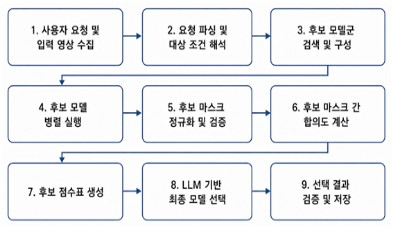 1. 사용자 요청 및
입력 영상 수집
2. 요청 파싱 및
대상 조건 해석
3. 후보 모델군
검색 및 구성
4. 후보 모델
병렬 실행
5. 후보 마스크
정규화 및 검증
6. 후보 마스크 간
합의도 계산
7. 후보 점수표 생성
8. LLM 기반
최종 모델 선택
9. 선택 결과
검증 및 저장